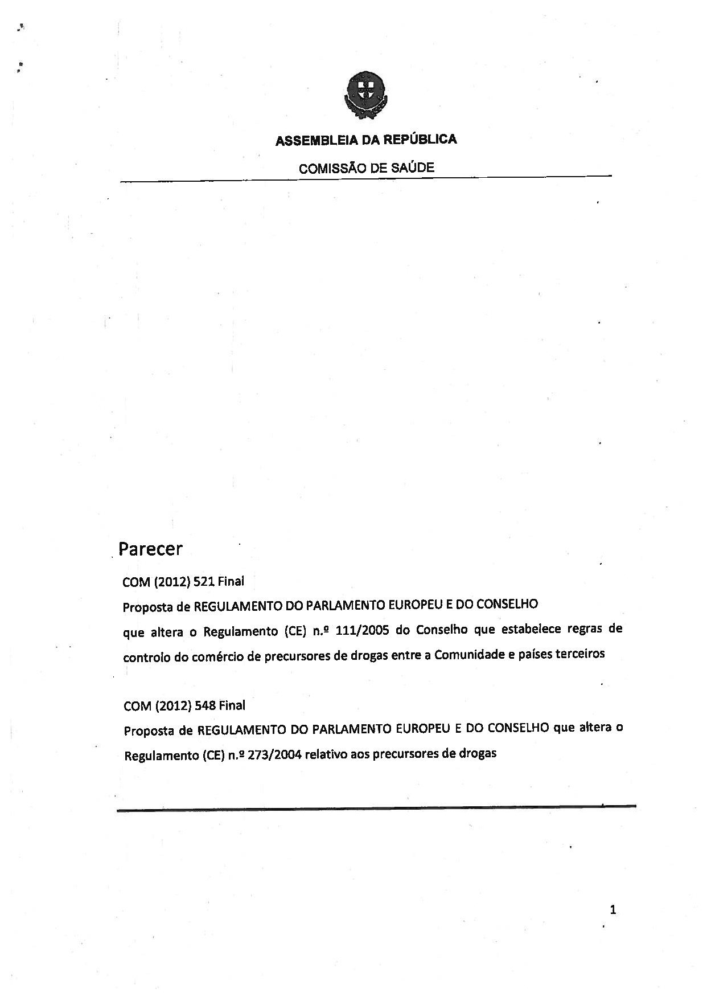 ASSEMBLEIA DA REPÚBLICA
COMISSÃO DE SAÚDE
Parecer
COM (2012) 521 Final
Proposta de REGULAMENTO DO PARLAMENTO EUROPEU E DO CONSELHO
que altera o Regulamento (CE) n.º 111/2005 do Conselho que estabelece regras de
controlo do comércio de precursores de drogas entre a Comunidade e países terceiros
COM (2012) 548 Final
Proposta de REGULAMENTO DO PARLAMENTO EUROPEU E DO CONSELHO que altera o
Regulamento (CE) n.º 273/2004 relativo aos precursores de drogas
1